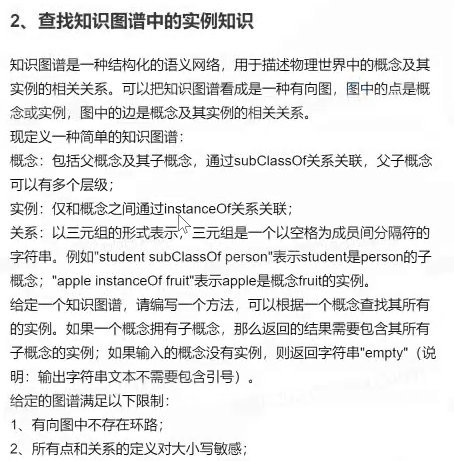 2、查找知识图谱中的实例知识
知识图谱是一种结构化的语义网络，用于描述物理世界中的概念及其
实例的相关关系。可以把知识图谱看成是一种有向图，图中的点是概
念或实例，图中的边是概念及其实例的相关关系。
现定义一种简单的知识图谱：
概念：包括父概念及其子概念，通过subClassOf关系关联，父子概念
可以有多个层级；
实例：仅和概念之间通过instanceOf关系关联；
关系：以三元组的形式表示，三元组是一个以空格为成员间分隔符的
字符串。例如"student subClassOf person"表示student是person的子
概念；"apple instanceOf fruit"表示apple是概念fruit的实例。
给定一个知识图谱，请编写一个方法，可以根据一个概念查找其所有
的实例。如果一个概念拥有子概念，那么返回的结果需要包含其所有
子概念的实例；如果输入的概念没有实例，则返回字符串"empty"（说
明：输出字符串文本不需要包含引号）。
给定的图谱满足以下限制：
1、有向图中不存在环路；
2、所有点和关系的定义对大小写敏感；